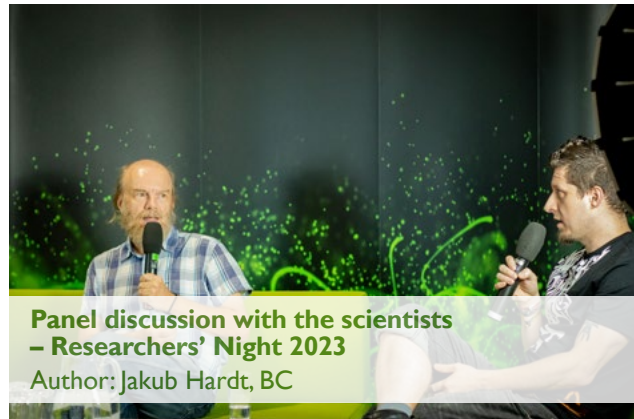 Panel discussion with the scientists
– Researchers’ Night 2023
Author: Jakub Hardt, BC